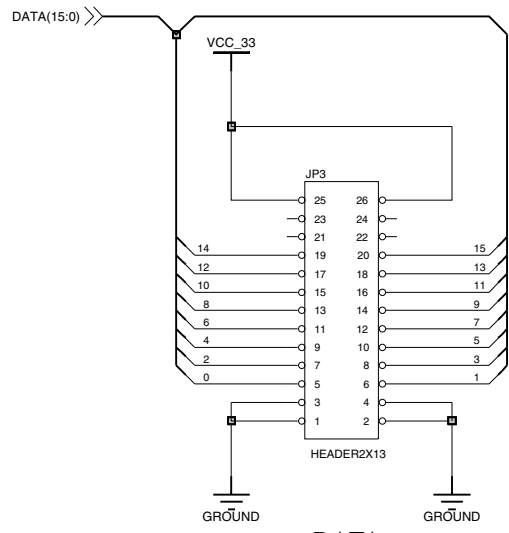 DATA(15:0)
VCC_33
JP3
25 26
23 24
21 22
14 19 20 15
12 17 18 13
10 15 16 11
8 13 14 9
6 11 12 7
4 9 10 5
2 7 8 3
0 5 6 1
3 4
1 2
HEADER2X13
GROUND GROUND